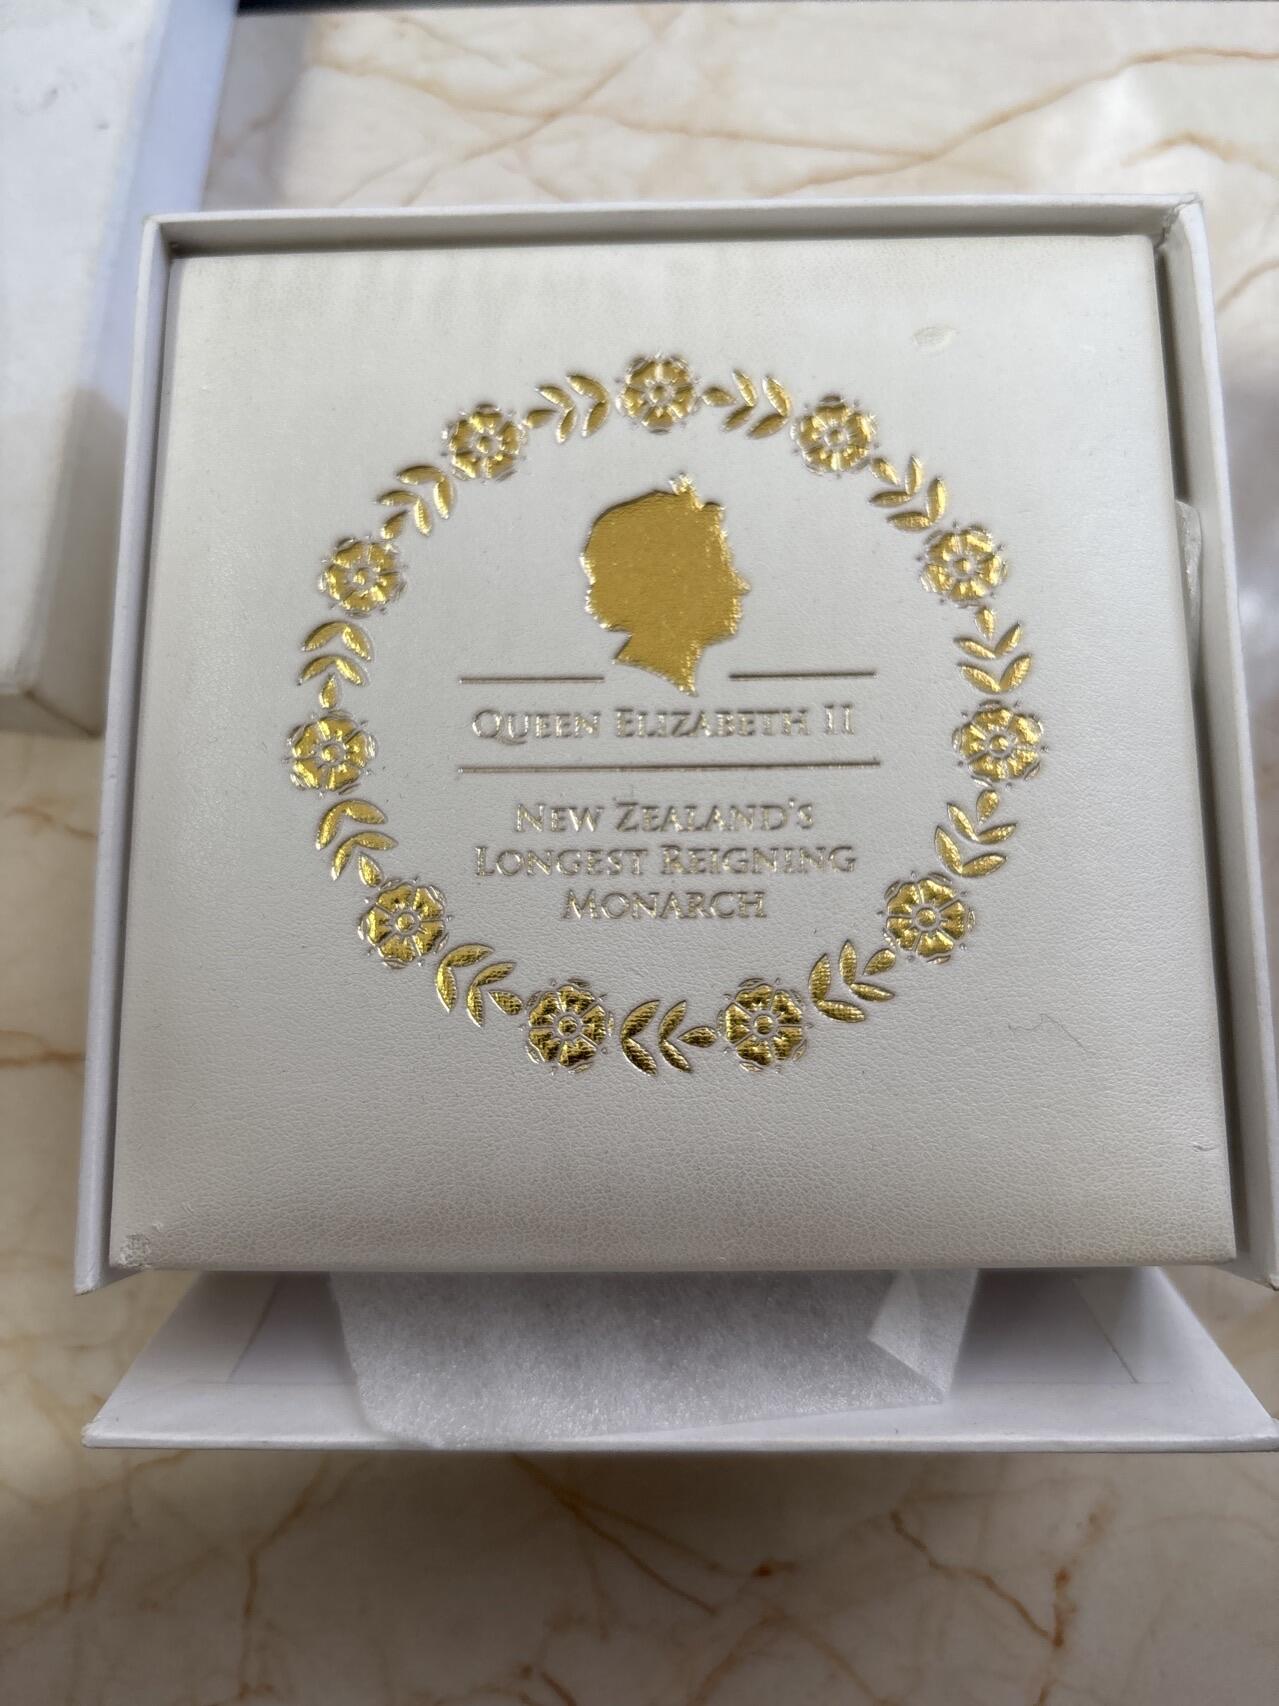 Queen Elizabeth II
New Zealand's
Longest Reigning
Monarch